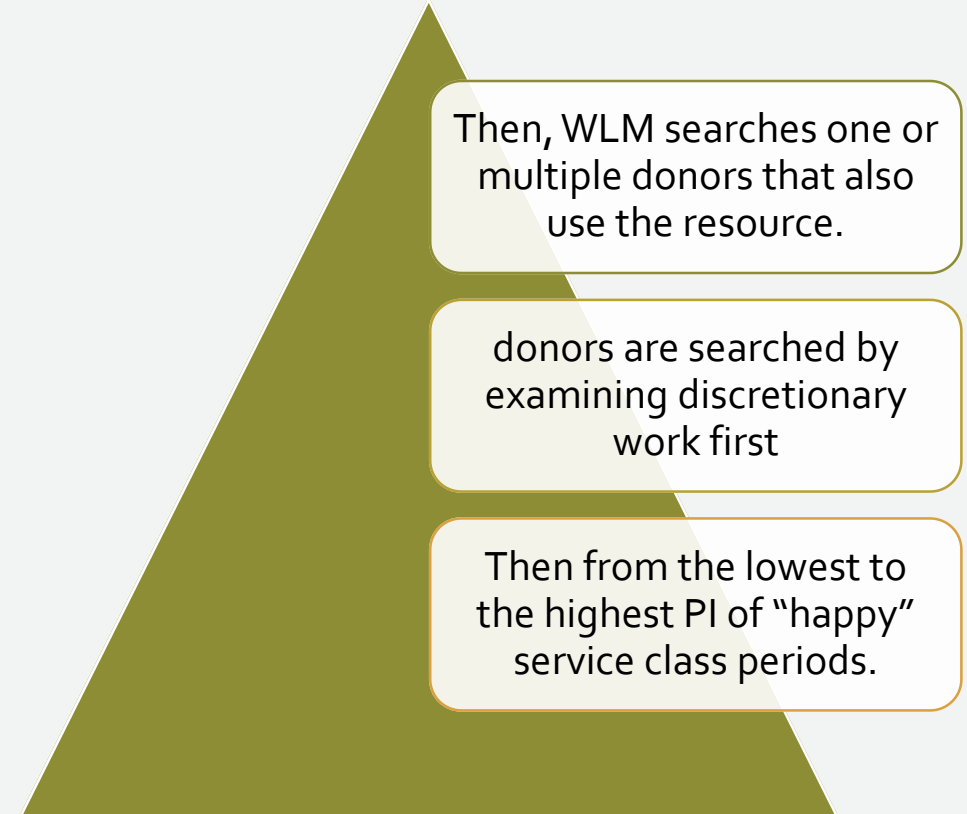 Then, WLM searches one or
multiple donors that also
use the resource.
donors are searched by
examining discretionary
work first
Then from the lowest to
the highest PI of “happy”
service class periods.